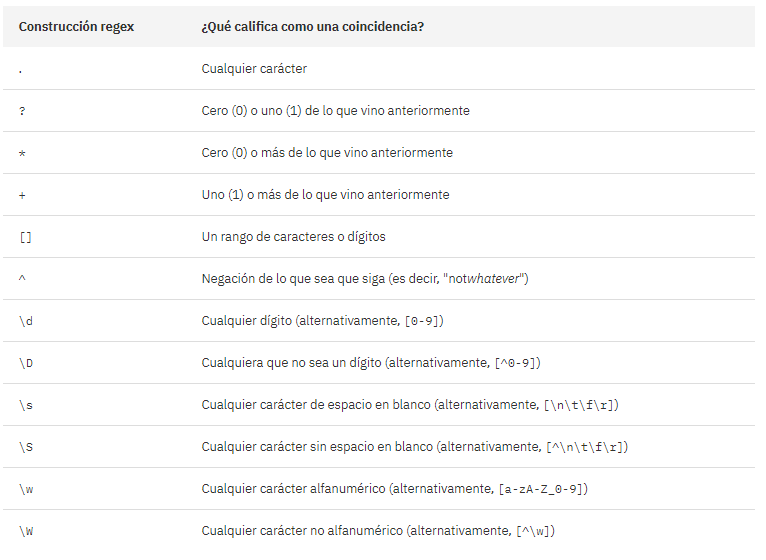 Construcción regex ¿Qué califica como una coincidencia?
. Cualquier carácter
? Cero (0) o uno (1) de lo que vino anteriormente
* Cero (0) o más de lo que vino anteriormente
+ Uno (1) o más de lo que vino anteriormente
[] Un rango de caracteres o dígitos
^ Negación de lo que sea que siga (es decir, "notwhatever")
\d Cualquier dígito (alternativamente, [0-9])
\D Cualquiera que no sea un dígito (alternativamente, [^0-9])
\s Cualquier carácter de espacio en blanco (alternativamente, [\n\t\f\r])
\S Cualquier carácter sin espacio en blanco (alternativamente, [^\n\t\f\r])
\w Cualquier carácter alfanumérico (alternativamente, [a-zA-Z_0-9])
\W Cualquier carácter no alfanumérico (alternativamente, [^\w])